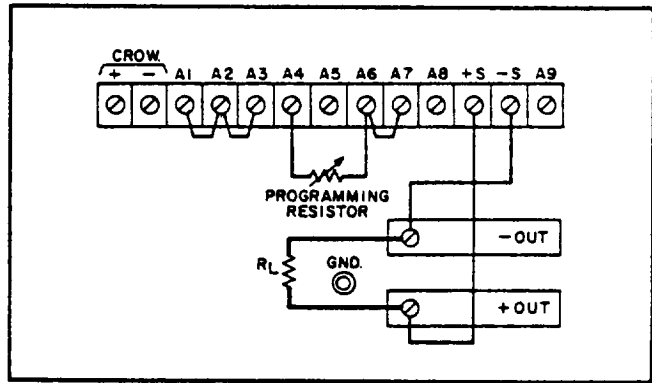 CROW.
+ - A1 A2 A3 A4 A5 A6 A7 A8 +S -S A9
PROGRAMMING
RESISTOR
-OUT
RL
GND.
+OUT